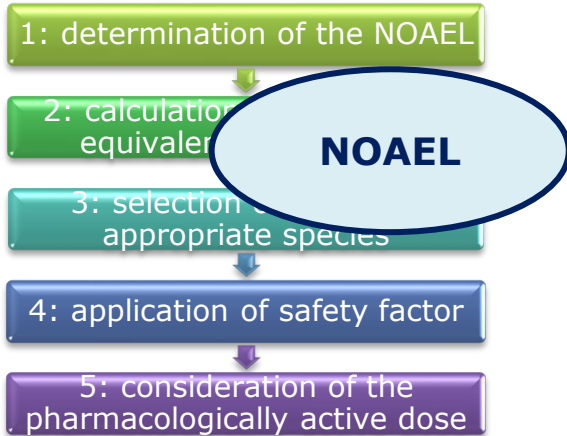 1: determination of the NOAEL
2: calculation
equivalen
NOAEL
3: selection
appropriate species
4: application of safety factor
5: consideration of the
pharmacologically active dose